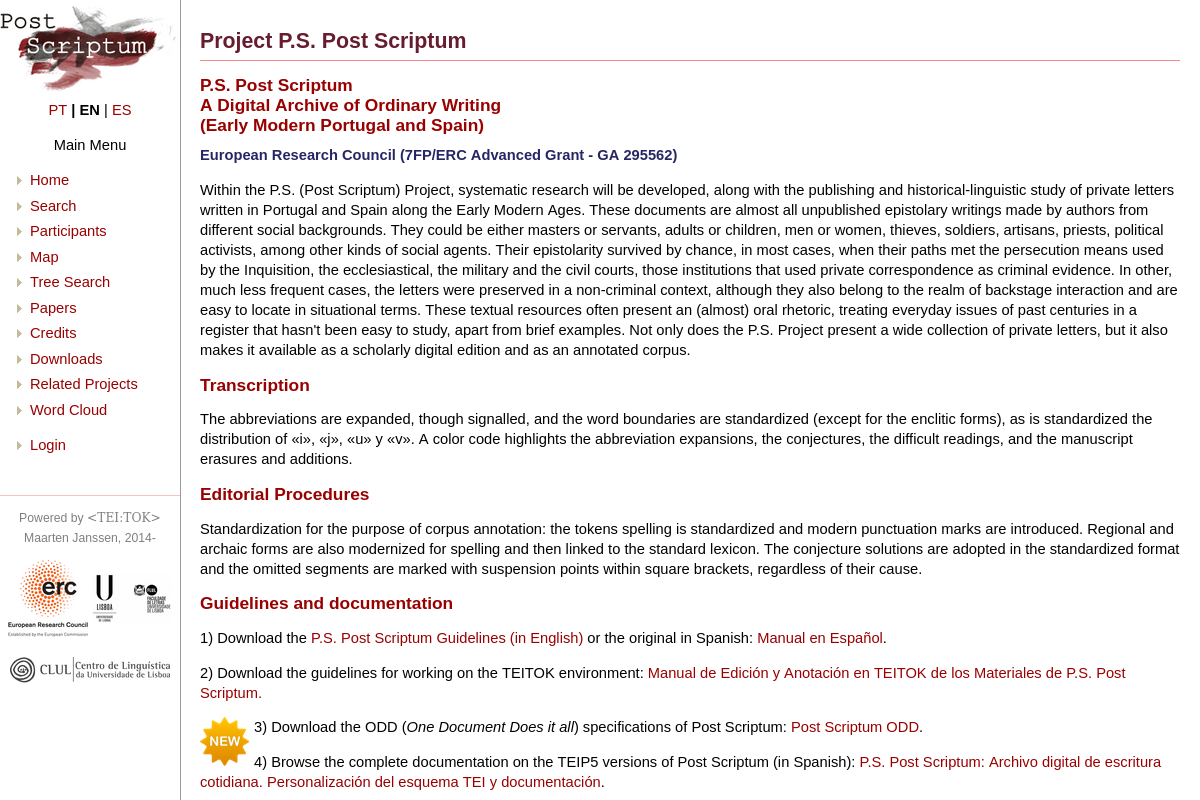 Post
Scriptum
PT | EN | ES
Main Menu
Home
Search
Participants
Map
Tree Search
Papers
Credits
Downloads
Related Projects
Word Cloud
Login
Powered by <TEI:TOK>
Maarten Janssen, 2014-
erc
European Research Council
Established by the European Commission
U
LISBOA
UNIVERSIDADE
DE LISBOA
FACULDADE
DE LETRAS
UNIVERSIDADE
DE LISBOA
CLUL Centro de Linguística
da Universidade de Lisboa
Project P.S. Post Scriptum
P.S. Post Scriptum
A Digital Archive of Ordinary Writing
(Early Modern Portugal and Spain)
European Research Council (7FP/ERC Advanced Grant - GA 295562)
Within the P.S. (Post Scriptum) Project, systematic research will be developed, along with the publishing and historical-linguistic study of private letters
written in Portugal and Spain along the Early Modern Ages. These documents are almost all unpublished epistolary writings made by authors from
different social backgrounds. They could be either masters or servants, adults or children, men or women, thieves, soldiers, artisans, priests, political
activists, among other kinds of social agents. Their epistolarity survived by chance, in most cases, when their paths met the persecution means used
by the Inquisition, the ecclesiastical, the military and the civil courts, those institutions that used private correspondence as criminal evidence. In other,
much less frequent cases, the letters were preserved in a non-criminal context, although they also belong to the realm of backstage interaction and are
easy to locate in situational terms. These textual resources often present an (almost) oral rhetoric, treating everyday issues of past centuries in a
register that hasn't been easy to study, apart from brief examples. Not only does the P.S. Project present a wide collection of private letters, but it also
makes it available as a scholarly digital edition and as an annotated corpus.
Transcription
The abbreviations are expanded, though signalled, and the word boundaries are standardized (except for the enclitic forms), as is standardized the
distribution of «i», «j», «u» y «v». A color code highlights the abbreviation expansions, the conjectures, the difficult readings, and the manuscript
erasures and additions.
Editorial Procedures
Standardization for the purpose of corpus annotation: the tokens spelling is standardized and modern punctuation marks are introduced. Regional and
archaic forms are also modernized for spelling and then linked to the standard lexicon. The conjecture solutions are adopted in the standardized format
and the omitted segments are marked with suspension points within square brackets, regardless of their cause.
Guidelines and documentation
1) Download the P.S. Post Scriptum Guidelines (in English) or the original in Spanish: Manual en Español.
2) Download the guidelines for working on the TEITOK environment: Manual de Edición y Anotación en TEITOK de los Materiales de P.S. Post
Scriptum.
NEW 3) Download the ODD (One Document Does it all) specifications of Post Scriptum: Post Scriptum ODD.
4) Browse the complete documentation on the TEIP5 versions of Post Scriptum (in Spanish): P.S. Post Scriptum: Archivo digital de escritura
cotidiana. Personalización del esquema TEI y documentación.